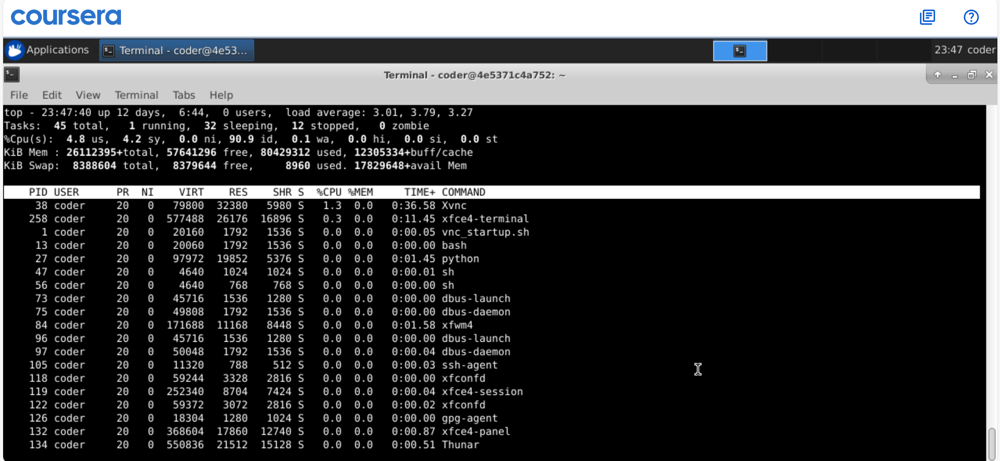 coursera
Applications Terminal - coder@4e53... 23:47 coder
Terminal - coder@4e5371c4a752: ~
File Edit View Terminal Tabs Help
top - 23:47:40 up 12 days,  6:44,  0 users,  load average: 3.01, 3.79, 3.27
Tasks:  45 total,   1 running,  32 sleeping,  12 stopped,   0 zombie
%Cpu(s):  4.8 us,  4.2 sy,  0.0 ni, 90.9 id,  0.1 wa,  0.0 hi,  0.0 si,  0.0 st
KiB Mem : 26112395+total, 57641296 free, 80429312 used, 12305334+buff/cache
KiB Swap:  8388604 total,  8379644 free,     8960 used. 17829648+avail Mem
PID USER PR NI VIRT RES SHR S %CPU %MEM TIME+ COMMAND
38 coder 20 0 79800 32380 5980 S 1.3 0.0 0:36.58 Xvnc
258 coder 20 0 577488 26176 16896 S 0.3 0.0 0:11.45 xfce4-terminal
1 coder 20 0 20160 1792 1536 S 0.0 0.0 0:00.05 vnc_startup.sh
13 coder 20 0 20060 1792 1536 S 0.0 0.0 0:00.00 bash
27 coder 20 0 97972 19852 5376 S 0.0 0.0 0:01.45 python
47 coder 20 0 4640 1024 1024 S 0.0 0.0 0:00.01 sh
56 coder 20 0 4640 768 768 S 0.0 0.0 0:00.00 sh
73 coder 20 0 45716 1536 1280 S 0.0 0.0 0:00.00 dbus-launch
75 coder 20 0 49808 1792 1536 S 0.0 0.0 0:00.00 dbus-daemon
84 coder 20 0 171688 11168 8448 S 0.0 0.0 0:01.58 xfwm4
96 coder 20 0 45716 1536 1280 S 0.0 0.0 0:00.00 dbus-launch
97 coder 20 0 50048 1792 1536 S 0.0 0.0 0:00.04 dbus-daemon
105 coder 20 0 11320 788 512 S 0.0 0.0 0:00.03 ssh-agent
118 coder 20 0 59244 3328 2816 S 0.0 0.0 0:00.00 xfconfd
119 coder 20 0 252340 8704 7424 S 0.0 0.0 0:00.04 xfce4-session
122 coder 20 0 59372 3072 2816 S 0.0 0.0 0:00.02 xfconfd
126 coder 20 0 18304 1280 1024 S 0.0 0.0 0:00.00 gpg-agent
132 coder 20 0 368604 17860 12740 S 0.0 0.0 0:00.87 xfce4-panel
134 coder 20 0 550836 21512 15128 S 0.0 0.0 0:00.51 Thunar